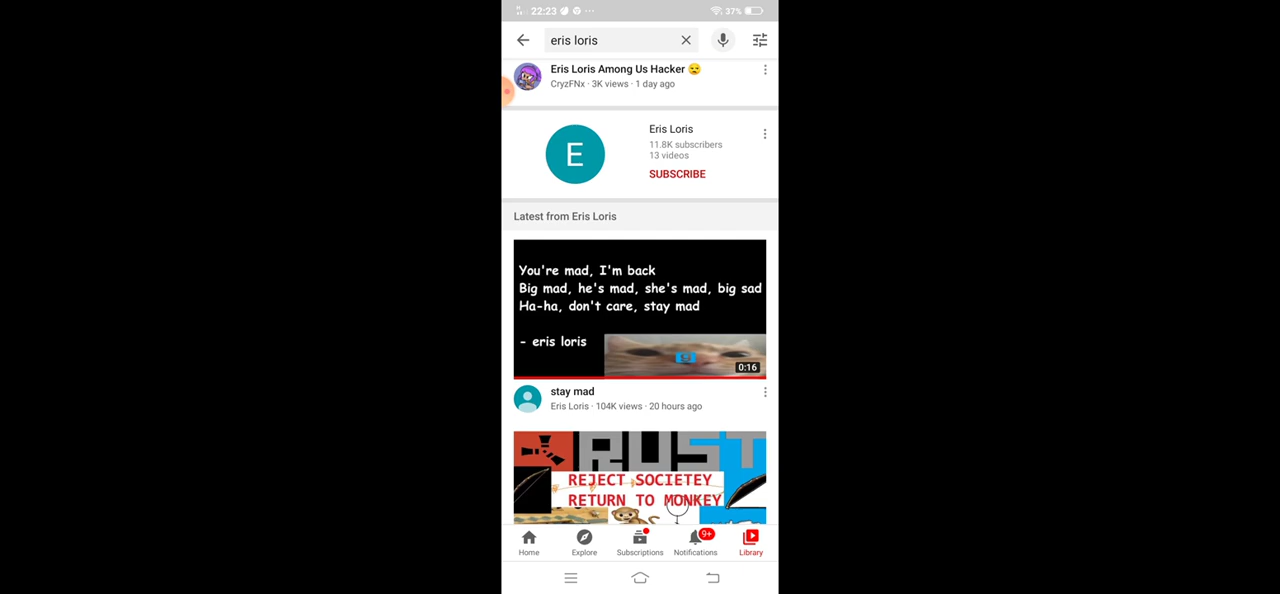 22:23 37%
eris loris
Eris Loris Among Us Hacker 😒
CryzFNx · 3K views · 1 day ago
E
Eris Loris
11.8K subscribers
13 videos
SUBSCRIBE
Latest from Eris Loris
You're mad, I'm back
Big mad, he's mad, she's mad, big sad
Ha-ha, don't care, stay mad
- eris loris
0:16
stay mad
Eris Loris · 104K views · 20 hours ago
RUST
REJECT SOCIETEY
RETURN TO MONKEY
9+
Home Explore Subscriptions Notifications Library